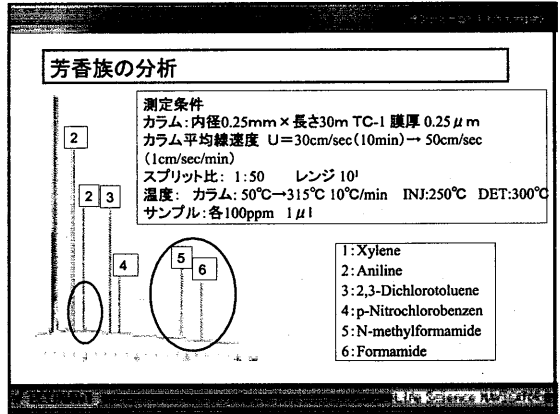 芳香族の分析
測定条件
カラム:内径0.25mm×長さ30m TC-1 膜厚 0.25μm
カラム平均線速度 U=30cm/sec(10min)→ 50cm/sec
(1cm/sec/min)
スプリット比: 1:50 レンジ 10¹
温度: カラム:50℃→315℃ 10℃/min INJ:250℃ DET:300℃
サンプル:各100ppm 1μl
2
2 3
4
5
6
1:Xylene
2:Aniline
3:2,3-Dichlorotoluene
4:p-Nitrochlorobenzen
5:N-methylformamide
6:Formamide